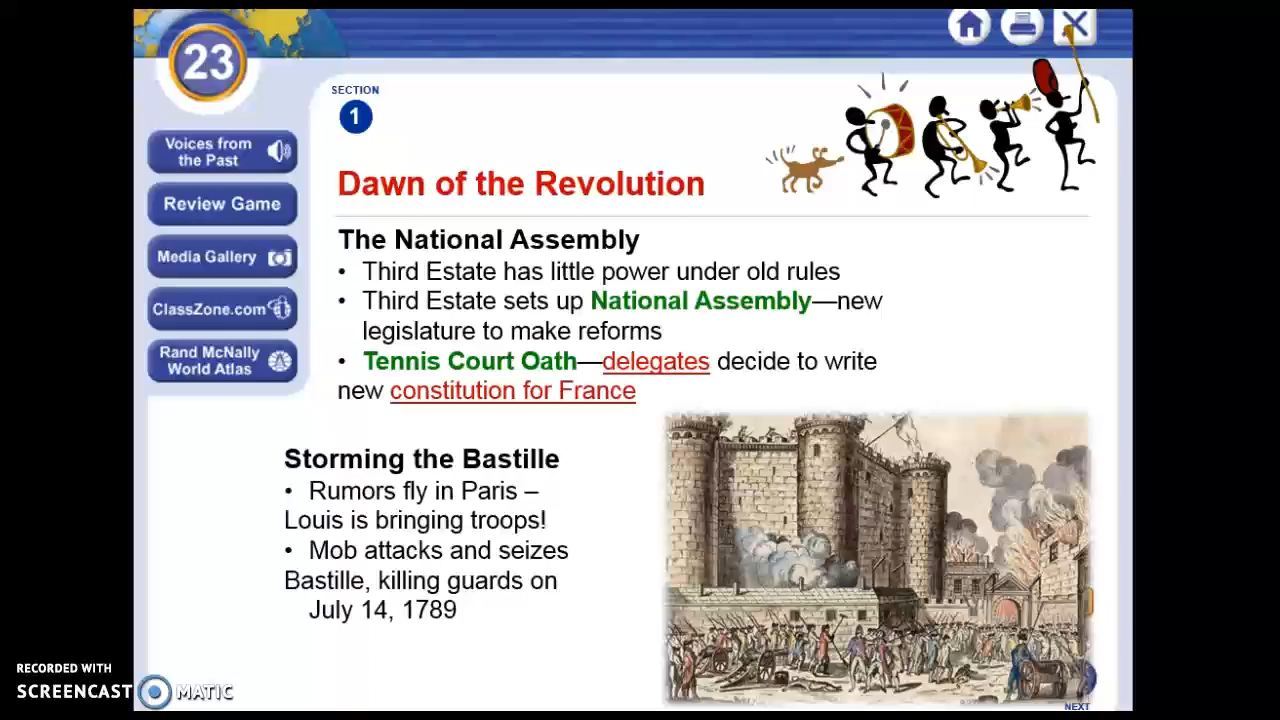 23
SECTION
1
Voices from
the Past
Review Game
Media Gallery
ClassZone.com
Rand McNally
World Atlas
Dawn of the Revolution
The National Assembly
• Third Estate has little power under old rules
• Third Estate sets up National Assembly—new
legislature to make reforms
• Tennis Court Oath—delegates decide to write
new constitution for France
Storming the Bastille
• Rumors fly in Paris –
Louis is bringing troops!
• Mob attacks and seizes
Bastille, killing guards on
July 14, 1789
NEXT
RECORDED WITH
SCREENCAST MATIC